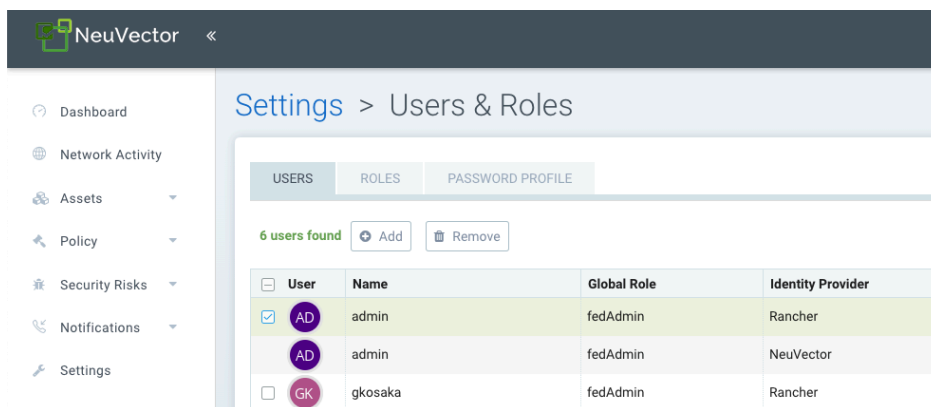 NeuVector «
Settings > Users & Roles
Dashboard
Network Activity
Assets
Policy
Security Risks
Notifications
Settings
USERS ROLES PASSWORD PROFILE
6 users found Add Remove
User Name Global Role Identity Provider
AD admin fedAdmin Rancher
AD admin fedAdmin NeuVector
GK gkosaka fedAdmin Rancher